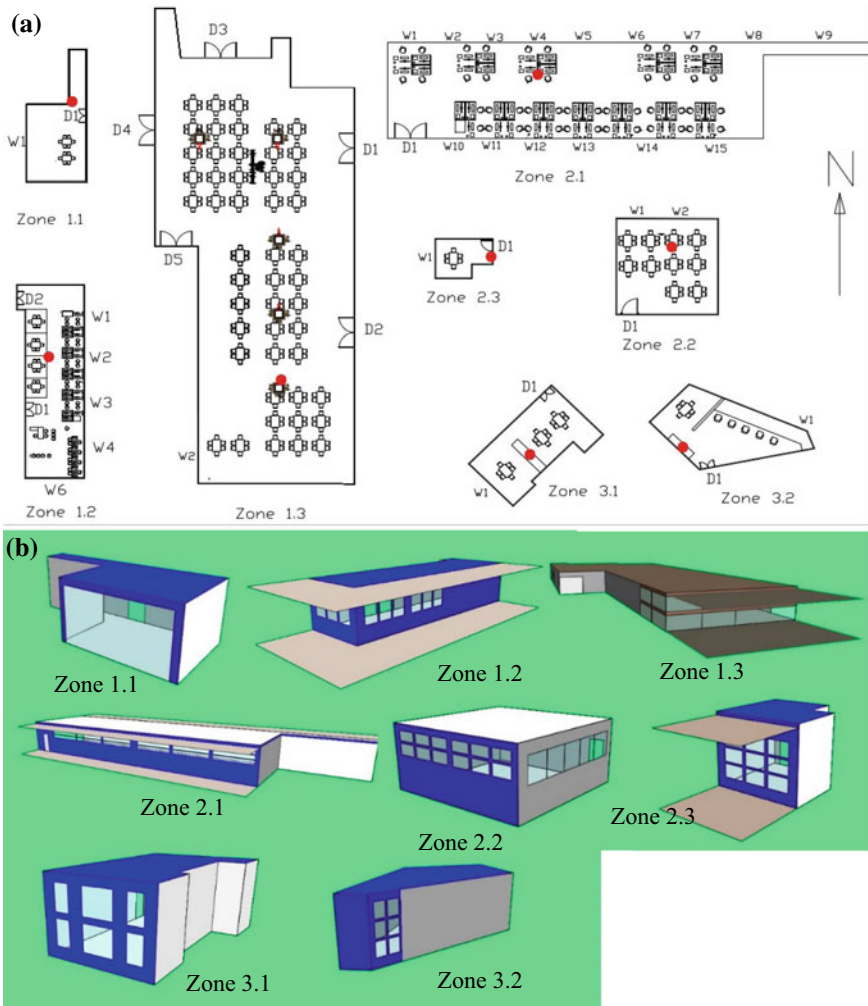 (a)
D3
W1
D1
Zone 1.1
D4
D1
D5
D2
W2
Zone 1.3
D2
W1
W2
D1
W3
W4
W6
Zone 1.2
W1 W2 W3 W4 W5 W6 W7 W8 W9
D1 W10 W11 W12 W13 W14 W15
Zone 2.1
N
W1 D1
Zone 2.3
W1 W2
D1
Zone 2.2
D1
W1
Zone 3.1
W1
D1
Zone 3.2
(b)
Zone 1.1
Zone 1.2
Zone 1.3
Zone 2.1
Zone 2.2
Zone 2.3
Zone 3.1
Zone 3.2